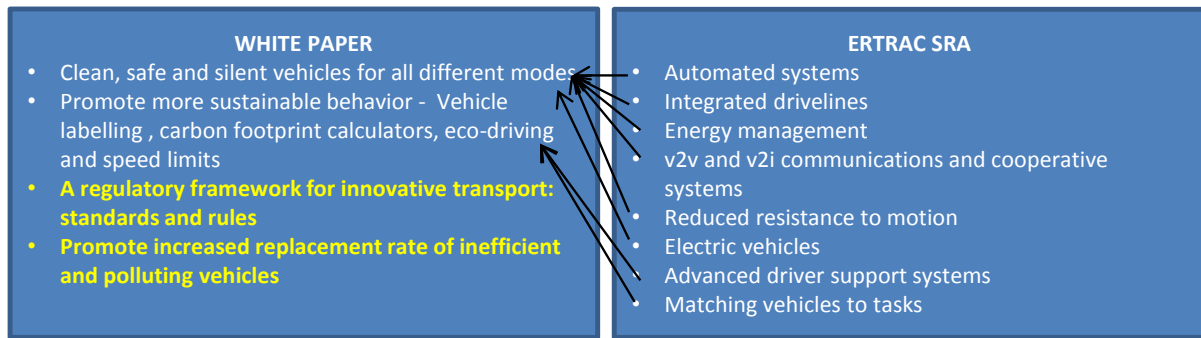 WHITE PAPER
• Clean, safe and silent vehicles for all different modes
• Promote more sustainable behavior - Vehicle
labelling , carbon footprint calculators, eco-driving
and speed limits
• A regulatory framework for innovative transport:
standards and rules
• Promote increased replacement rate of inefficient
and polluting vehicles
ERTRAC SRA
• Automated systems
• Integrated drivelines
• Energy management
• v2v and v2i communications and cooperative
systems
• Reduced resistance to motion
• Electric vehicles
• Advanced driver support systems
• Matching vehicles to tasks